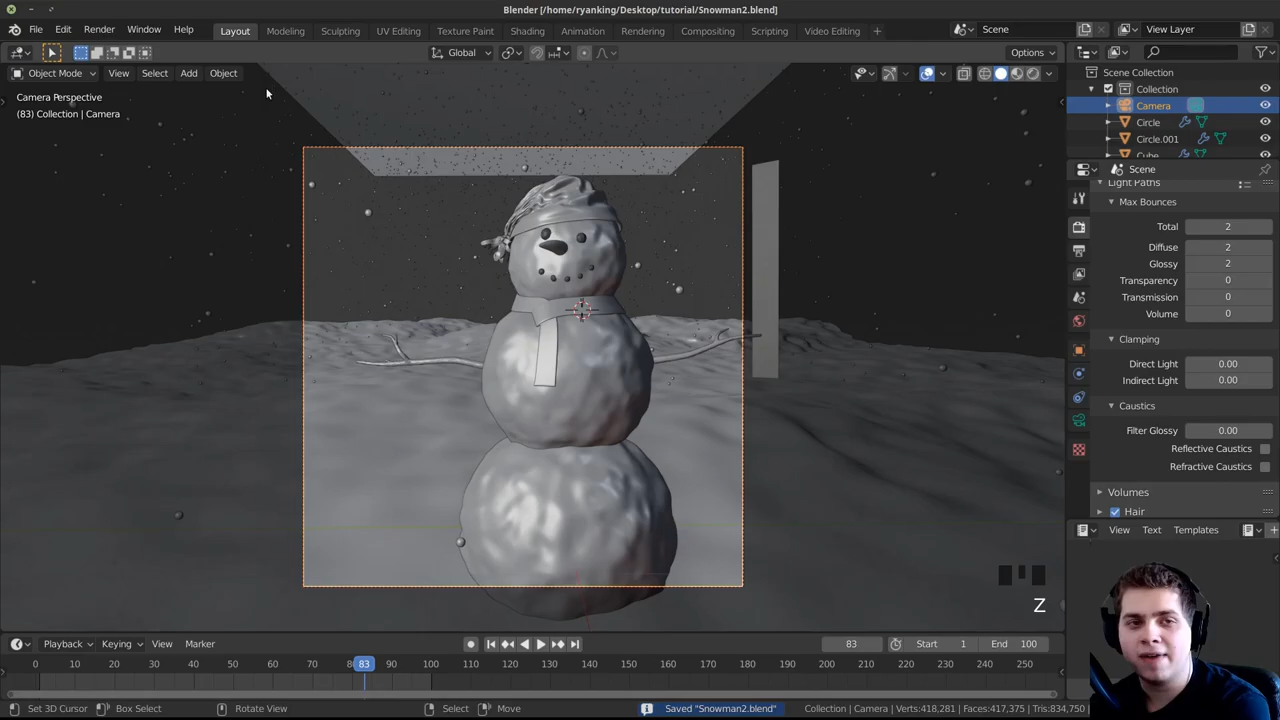 Blender [/home/ryanking/Desktop/tutorial/Snowman2.blend]
File Edit Render Window Help Layout Modeling Sculpting UV Editing Texture Paint Shading Animation Rendering Compositing Scripting Video Editing + Scene View Layer
Global Options
Object Mode View Select Add Object
Camera Perspective
(83) Collection | Camera
Scene Collection
Collection
Camera
Circle
Circle.001
Cube
Scene
Light Paths
Max Bounces
Total 2
Diffuse 2
Glossy 2
Transparency 0
Transmission 0
Volume 0
Clamping
Direct Light 0.00
Indirect Light 0.00
Caustics
Filter Glossy 0.00
Reflective Caustics
Refractive Caustics
Volumes
Hair
View Text Templates
Z
Playback Keying View Marker 83 Start 1 End 100
0 10 20 30 40 50 60 70 8 83 90 100 110 120 130 140 150 160 170 180 190 200 210 220 230 240 250
Set 3D Cursor Box Select Rotate View Select Move Saved "Snowman2.blend" Collection | Camera | Verts:418,281 | Faces:417,375 | Tris:834,750